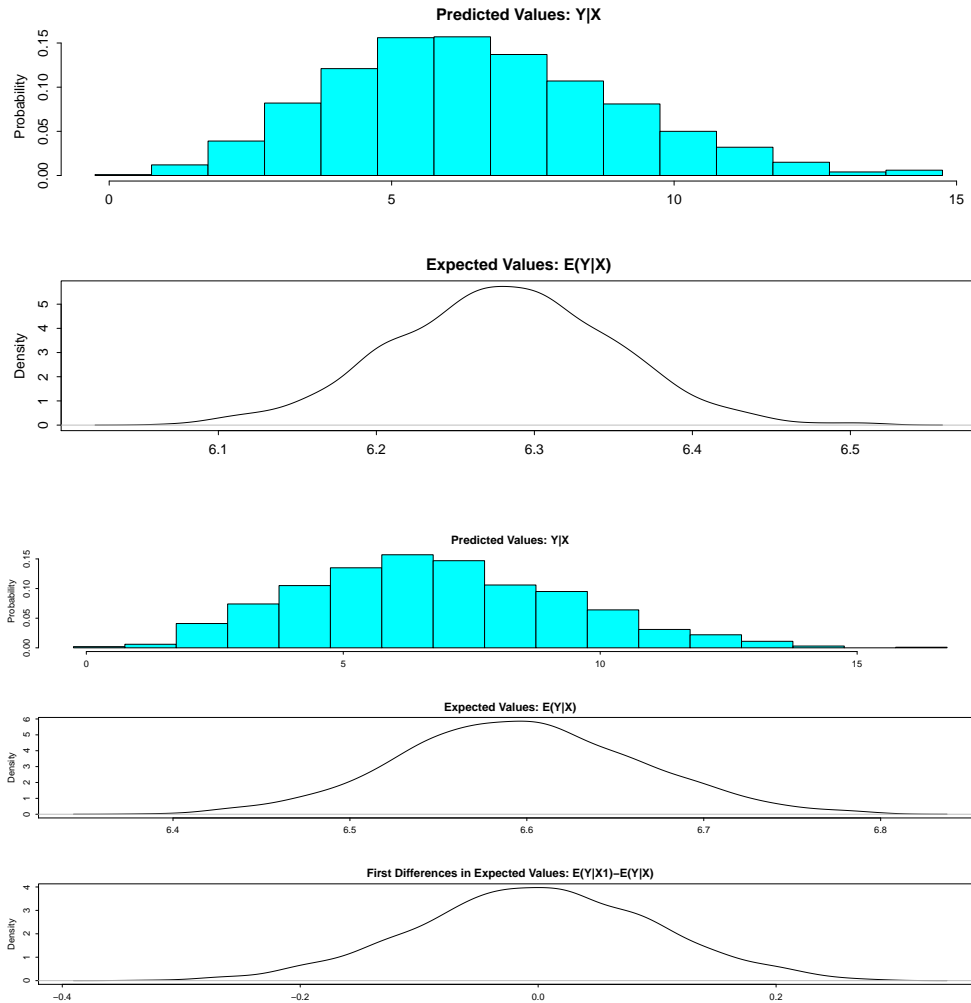 Predicted Values: Y|X
Probability
0.00 0.05 0.10 0.15
0 5 10 15
Expected Values: E(Y|X)
Density
0 1 2 3 4 5
6.1 6.2 6.3 6.4 6.5
Predicted Values: Y|X
Probability
0.00 0.05 0.10 0.15
0 5 10 15
Expected Values: E(Y|X)
Density
0 1 2 3 4 5 6
6.4 6.5 6.6 6.7 6.8
First Differences in Expected Values: E(Y|X1)−E(Y|X)
Density
0 1 2 3 4
−0.4 −0.2 0.0 0.2